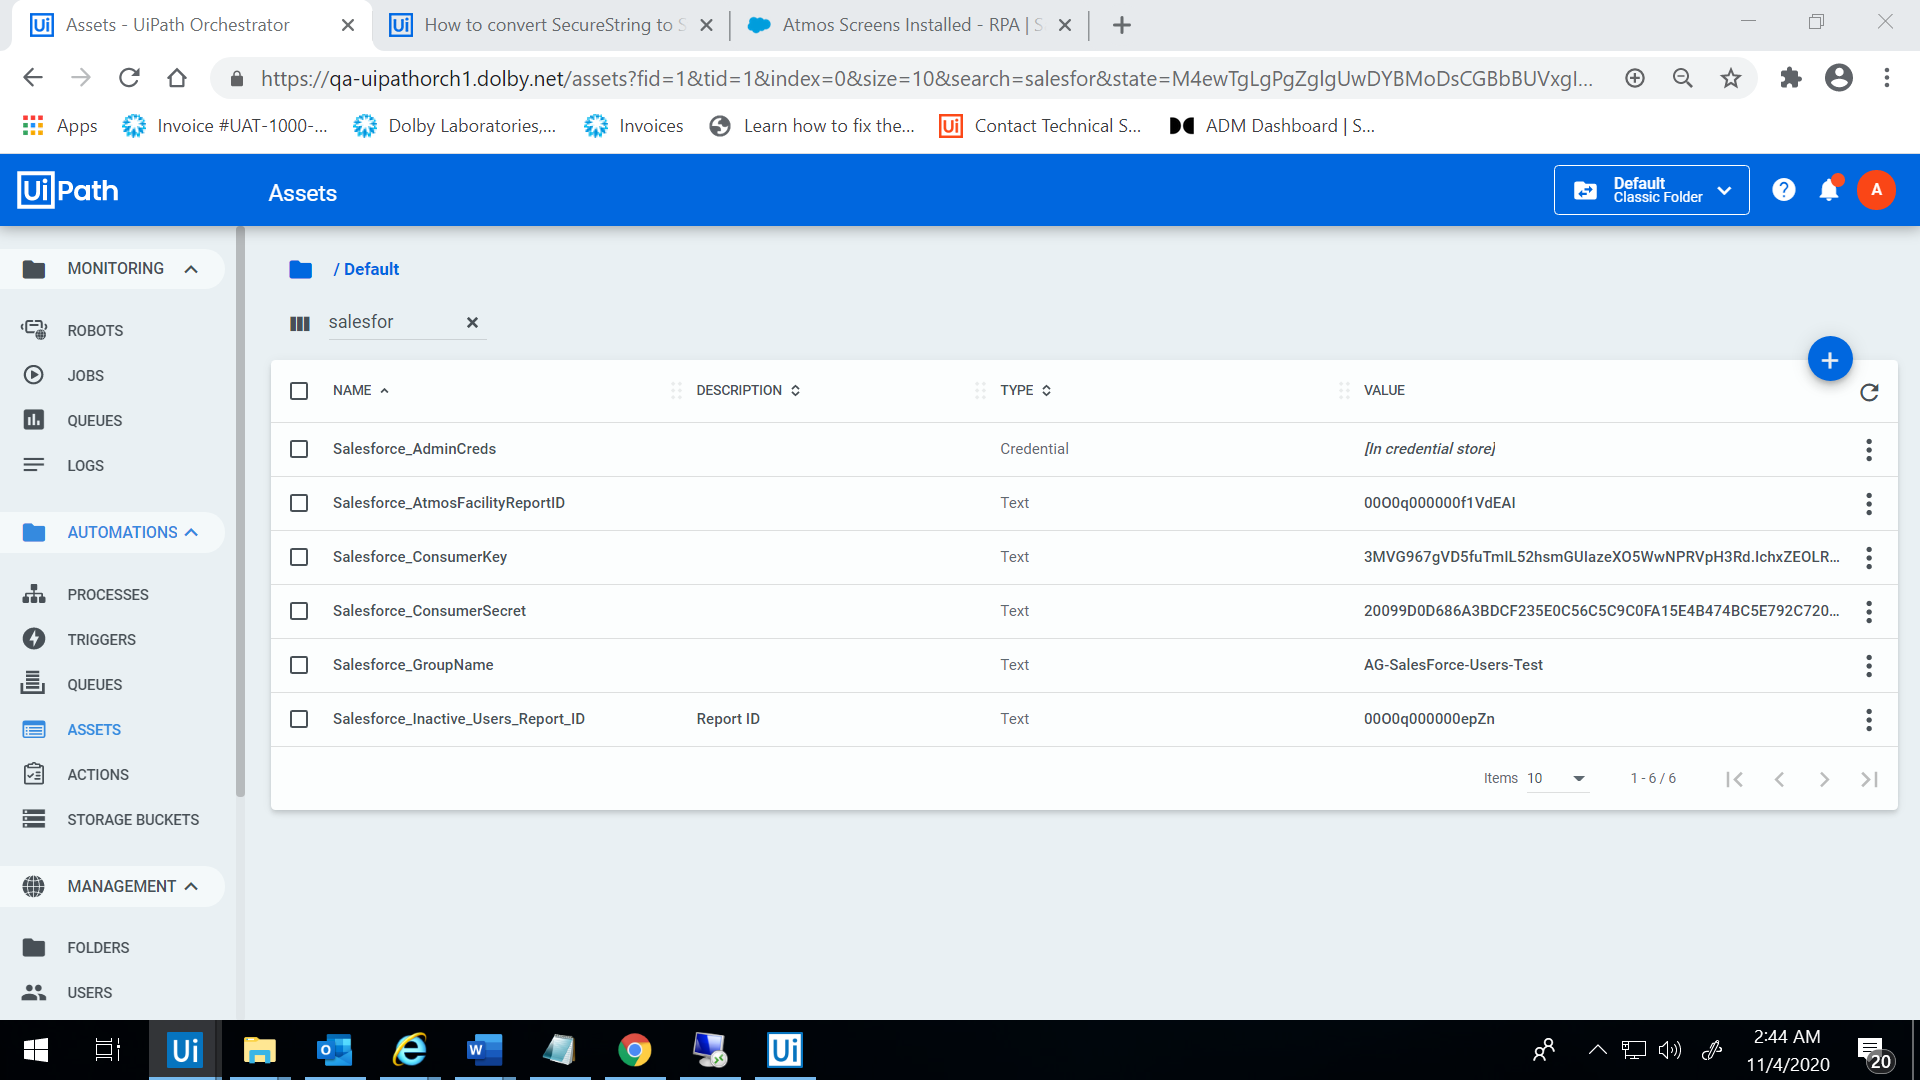 Assets - UiPath Orchestrator
How to convert SecureString to S
Atmos Screens Installed - RPA | S
https://qa-uipathorch1.dolby.net/assets?fid=1&tid=1&index=0&size=10&search=salesfor&state=M4ewTgLgPgZglgUwDYBMoDsCGBbBUVxgI...
Apps
Invoice #UAT-1000-...
Dolby Laboratories,...
Invoices
Learn how to fix the...
Contact Technical S...
ADM Dashboard | S...
Ui Path
Assets
Default
Classic Folder
A
MONITORING
ROBOTS
JOBS
QUEUES
LOGS
AUTOMATIONS
PROCESSES
TRIGGERS
QUEUES
ASSETS
ACTIONS
STORAGE BUCKETS
MANAGEMENT
FOLDERS
USERS
/ Default
salesfor
NAME DESCRIPTION TYPE VALUE
Salesforce_AdminCreds Credential [In credential store]
Salesforce_AtmosFacilityReportID Text 00O0q000000f1VdEAI
Salesforce_ConsumerKey Text 3MVG967gVD5fuTmIL52hsmGUIazeXO5WwNPRVpH3Rd.IchxZEOLR...
Salesforce_ConsumerSecret Text 20099D0D686A3BDCF235E0C56C5C9C0FA15E4B474BC5E792C720...
Salesforce_GroupName Text AG-SalesForce-Users-Test
Salesforce_Inactive_Users_Report_ID Report ID Text 00O0q000000epZn
Items 10 1 - 6 / 6
2:44 AM
11/4/2020
20